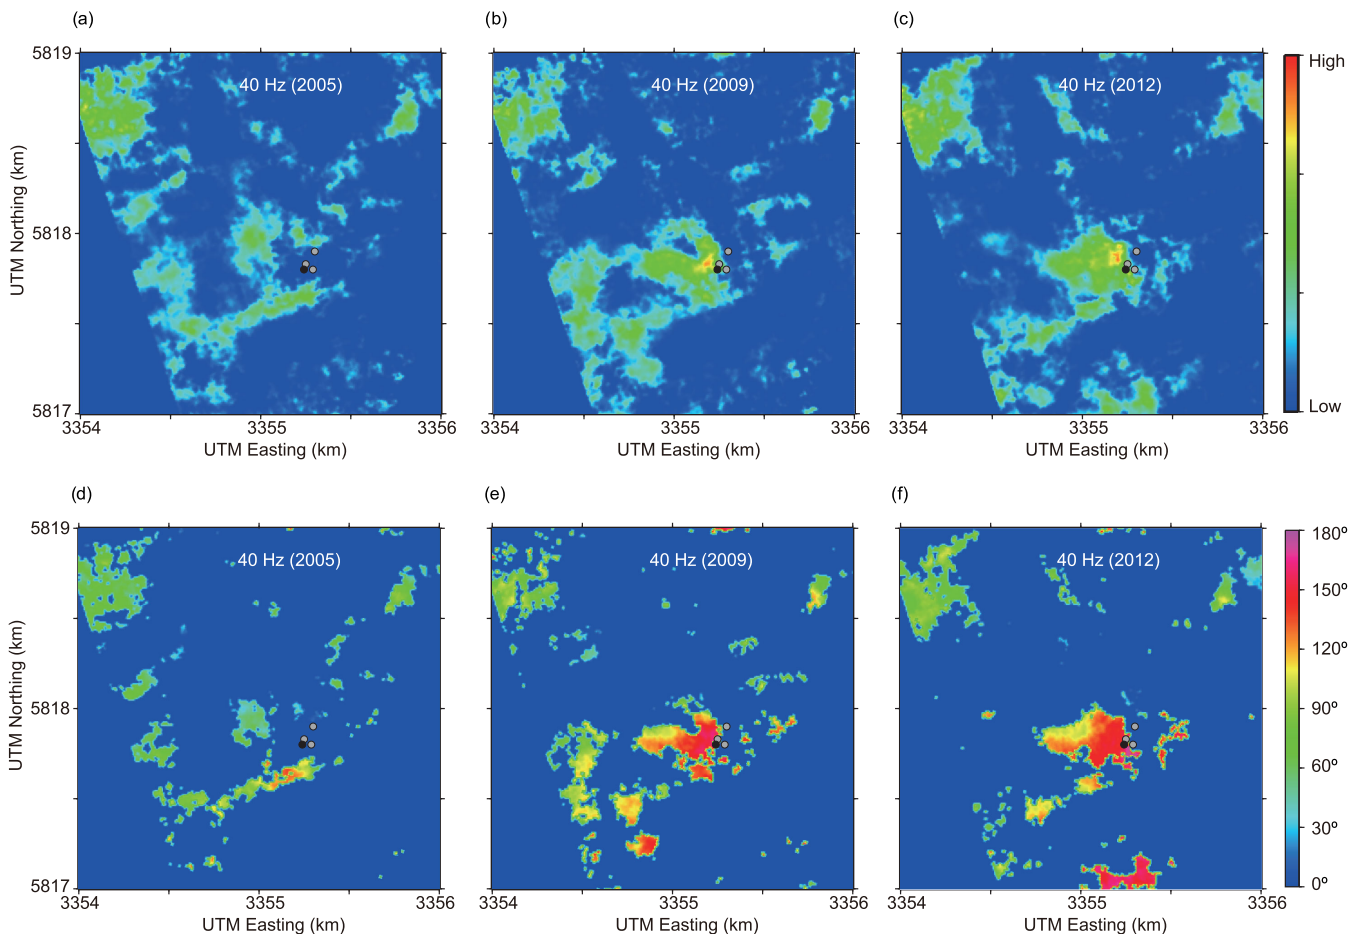 (a)
(b)
(c)
5819
40 Hz (2005)
40 Hz (2009)
40 Hz (2012)
High
UTM Northing (km)
5818
5817
Low
3354
3355
3356
3354
3355
3356
3354
3355
3356
UTM Easting (km)
UTM Easting (km)
UTM Easting (km)
(d)
(e)
(f)
5819
40 Hz (2005)
40 Hz (2009)
40 Hz (2012)
180º
150º
120º
90º
60º
30º
0º
UTM Northing (km)
5818
5817
3354
3355
3356
3354
3355
3356
3354
3355
3356
UTM Easting (km)
UTM Easting (km)
UTM Easting (km)